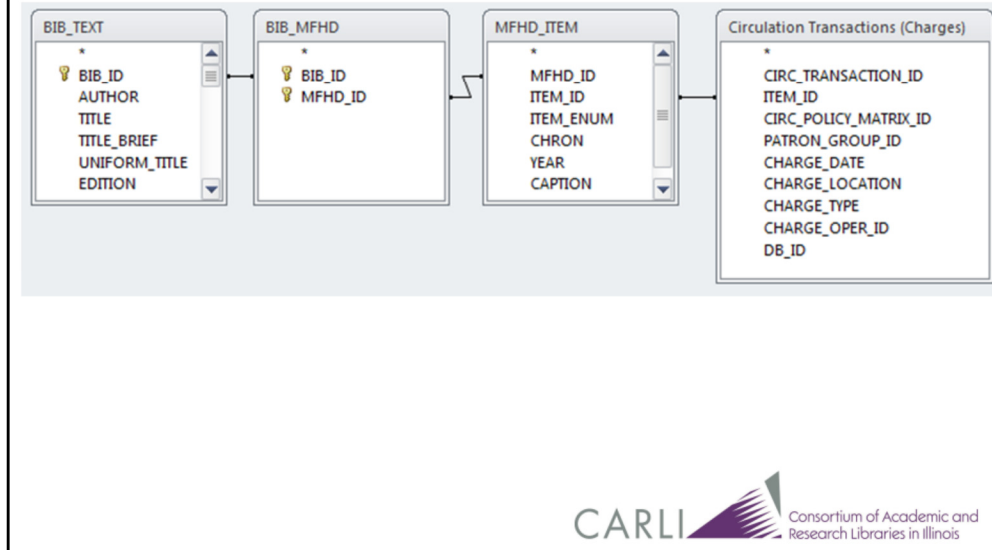 BIB_TEXT
*
BIB_ID
AUTHOR
TITLE
TITLE_BRIEF
UNIFORM_TITLE
EDITION
BIB_MFHD
*
BIB_ID
MFHD_ID
MFHD_ITEM
*
MFHD_ID
ITEM_ID
ITEM_ENUM
CHRON
YEAR
CAPTION
Circulation Transactions (Charges)
*
CIRC_TRANSACTION_ID
ITEM_ID
CIRC_POLICY_MATRIX_ID
PATRON_GROUP_ID
CHARGE_DATE
CHARGE_LOCATION
CHARGE_TYPE
CHARGE_OPER_ID
DB_ID
CARLI
Consortium of Academic and
Research Libraries in Illinois